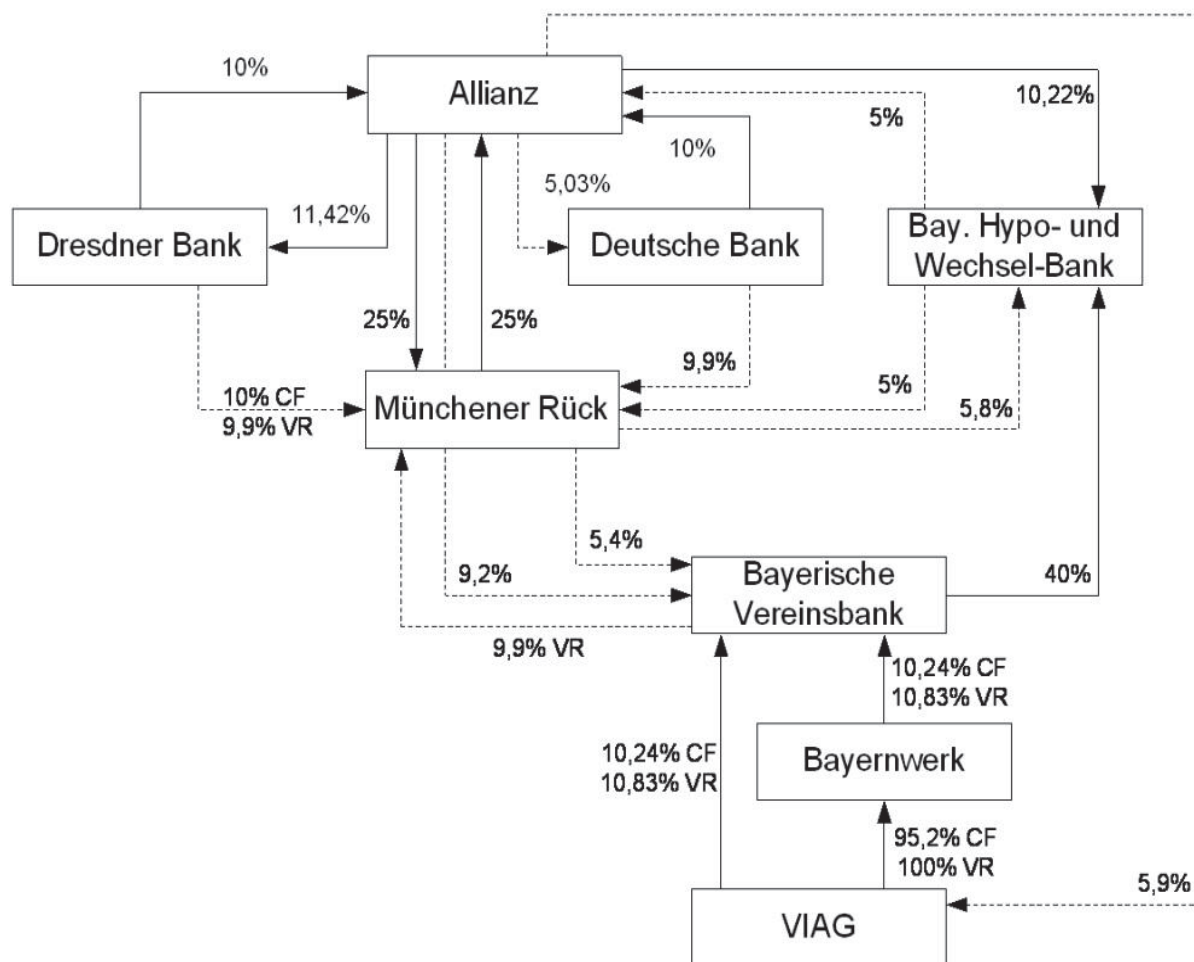 10%
Allianz
10,22%
5%
10%
5,03%
11,42%
Dresdner Bank
Deutsche Bank
Bay. Hypo- und
Wechsel-Bank
25%
25%
9,9%
5%
10% CF
9,9% VR
Münchener Rück
5,8%
5,4%
9,2%
Bayerische
Vereinsbank
40%
9,9% VR
10,24% CF
10,83% VR
10,24% CF
10,83% VR
Bayernwerk
95,2% CF
100% VR
5,9%
VIAG